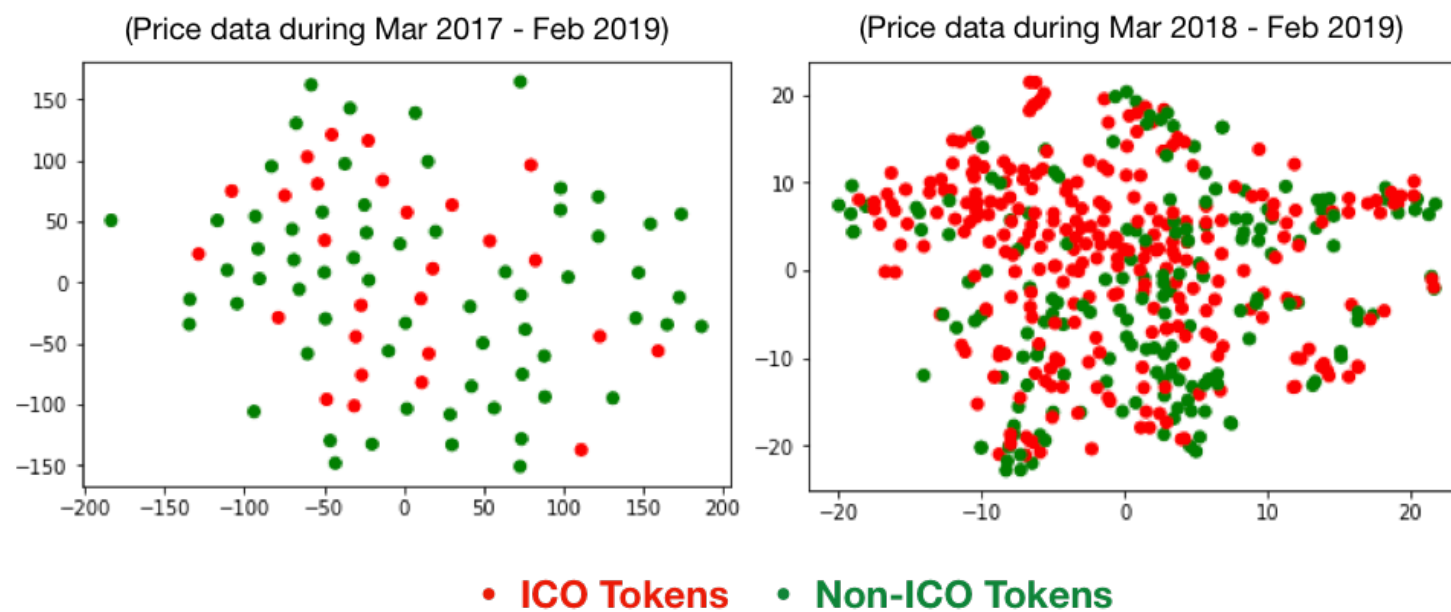 (Price data during Mar 2017 - Feb 2019)
(Price data during Mar 2018 - Feb 2019)
150
100
50
0
−50
−100
−150
−200 −150 −100 −50 0 50 100 150 200
20
10
0
−10
−20
−20 −10 0 10 20
• ICO Tokens • Non-ICO Tokens